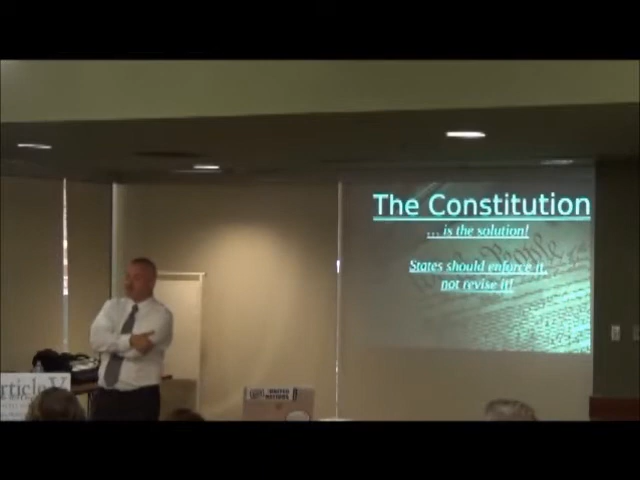 The Constitution
... is the solution!
States should enforce it,
not revise it!
rticle V